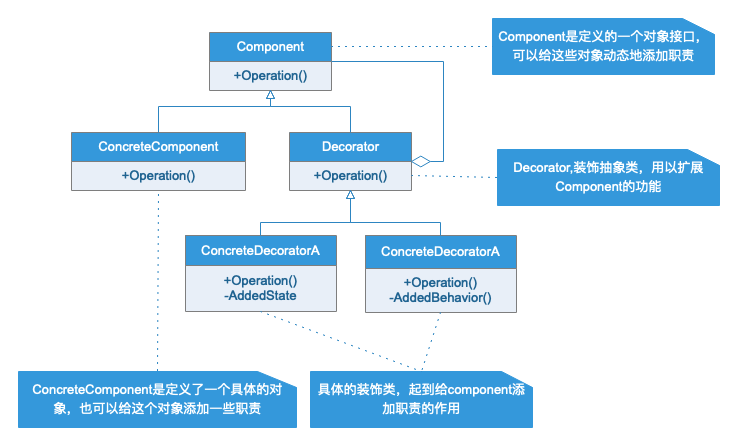 Component
+Operation()
Component是定义的一个对象接口，
可以给这些对象动态地添加职责
ConcreteComponent
+Operation()
Decorator
+Operation()
Decorator,装饰抽象类，用以扩展
Component的功能
ConcreteDecoratorA
+Operation()
-AddedState
ConcreteDecoratorA
+Operation()
-AddedBehavior()
ConcreteComponent是定义了一个具体的对
象，也可以给这个对象添加一些职责
具体的装饰类，起到给component添
加职责的作用